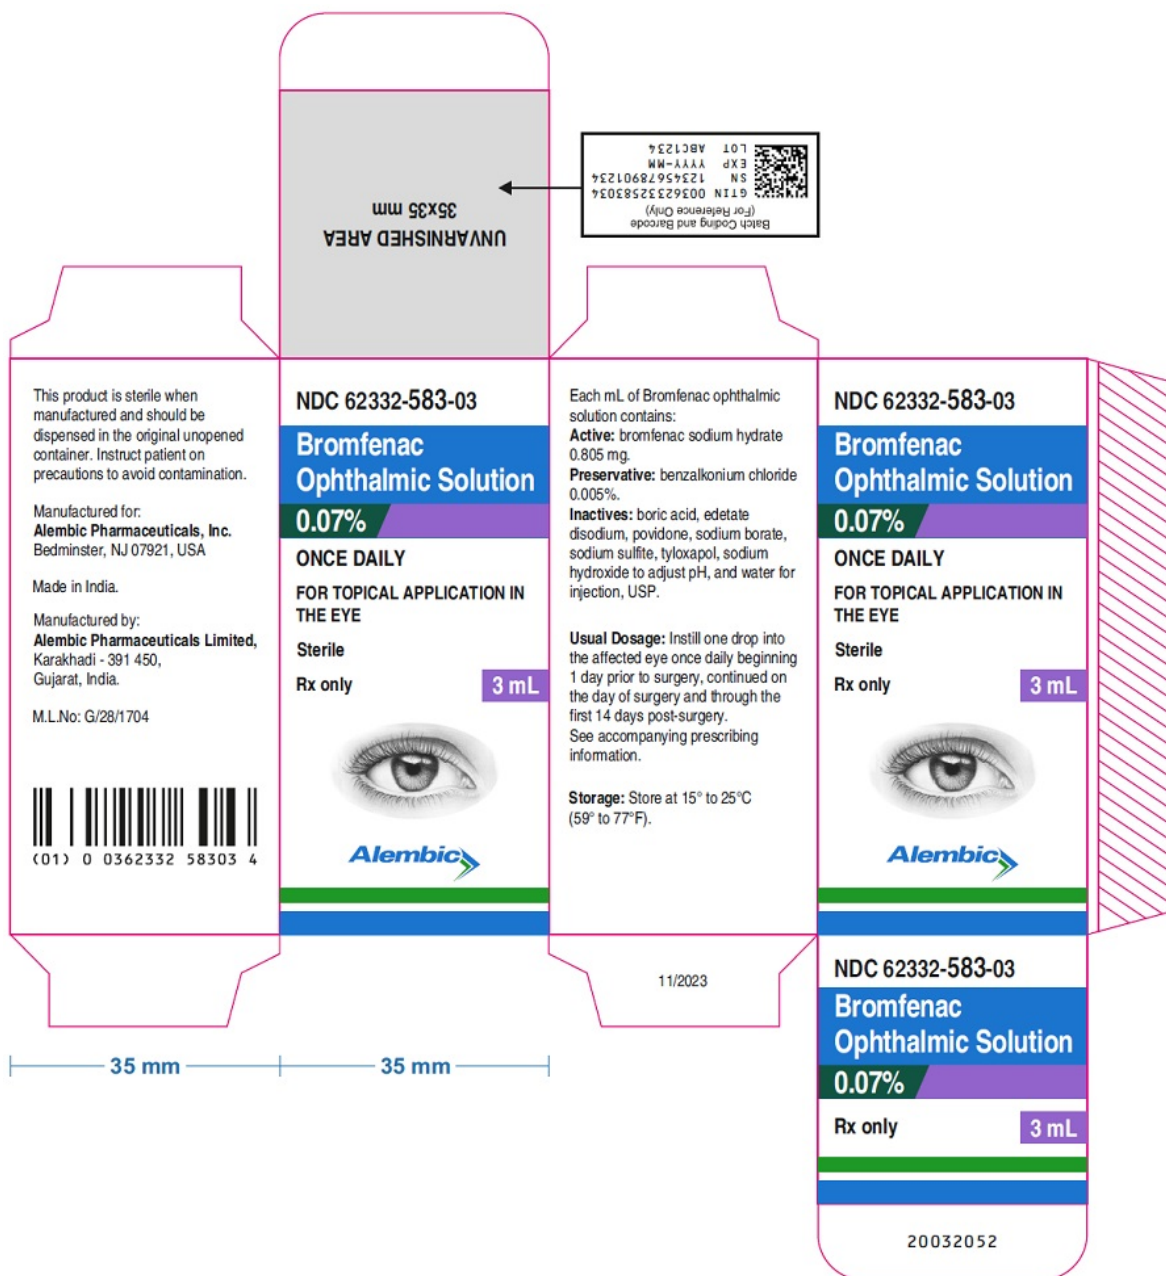 UNVARNISHED AREA
35x35 mm
Batch Coding and Barcode
(For Reference Only)
GTIN 00362332583034
SN 12345678901234
EXP YYYY-MM
LOT ABC1234
This product is sterile when
manufactured and should be
dispensed in the original unopened
container. Instruct patient on
precautions to avoid contamination.
Manufactured for:
Alembic Pharmaceuticals, Inc.
Bedminster, NJ 07921, USA
Made in India.
Manufactured by:
Alembic Pharmaceuticals Limited,
Karakhadi - 391 450,
Gujarat, India.
M.L.No: G/28/1704
(01) 0 0362332 58303 4
NDC 62332-583-03
Bromfenac
Ophthalmic Solution
0.07%
ONCE DAILY
FOR TOPICAL APPLICATION IN
THE EYE
Sterile
Rx only
3 mL
Alembic
Each mL of Bromfenac ophthalmic
solution contains:
Active: bromfenac sodium hydrate
0.805 mg.
Preservative: benzalkonium chloride
0.005%.
Inactives: boric acid, edetate
disodium, povidone, sodium borate,
sodium sulfite, tyloxapol, sodium
hydroxide to adjust pH, and water for
injection, USP.
Usual Dosage: Instill one drop into
the affected eye once daily beginning
1 day prior to surgery, continued on
the day of surgery and through the
first 14 days post-surgery.
See accompanying prescribing
information.
Storage: Store at 15° to 25°C
(59° to 77°F).
11/2023
NDC 62332-583-03
Bromfenac
Ophthalmic Solution
0.07%
ONCE DAILY
FOR TOPICAL APPLICATION IN
THE EYE
Sterile
Rx only
3 mL
Alembic
NDC 62332-583-03
Bromfenac
Ophthalmic Solution
0.07%
Rx only
3 mL
20032052
35 mm
35 mm